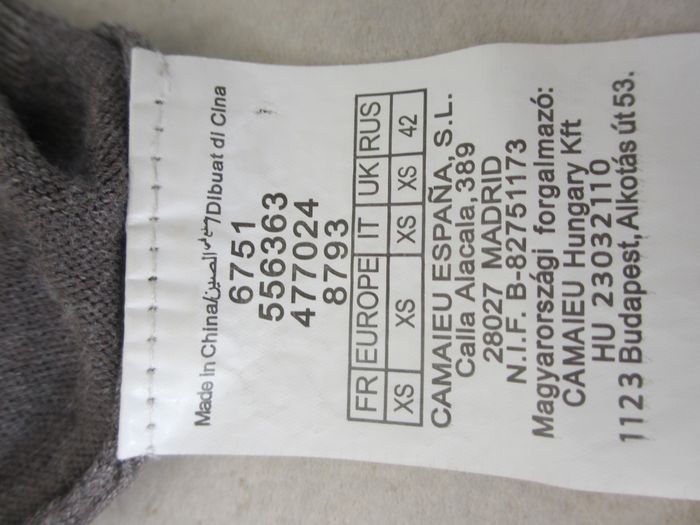 Made in China/صنع في الصين/Dibuat di Cina
6751
556363
477024
8793
FR EUROPE IT UK RUS
XS XS XS XS 42
CAMAIEU ESPAÑA, S.L.
Calla Alacala,389
28027 MADRID
N.I.F. B-82751173
Magyarországi forgalmazó:
CAMAIEU Hungary Kft
HU 23032110
1123 Budapest,Alkotás út 53.